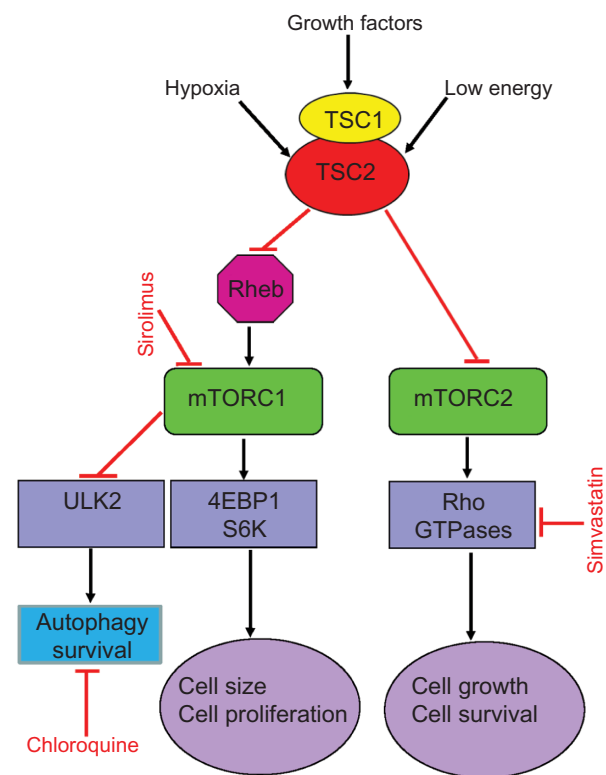 Growth factors
Hypoxia
Low energy
TSC1
TSC2
Rheb
Sirolimus
mTORC1
mTORC2
ULK2
4EBP1
S6K
Rho
GTPases
Simvastatin
Autophagy
survival
Cell size
Cell proliferation
Cell growth
Cell survival
Chloroquine